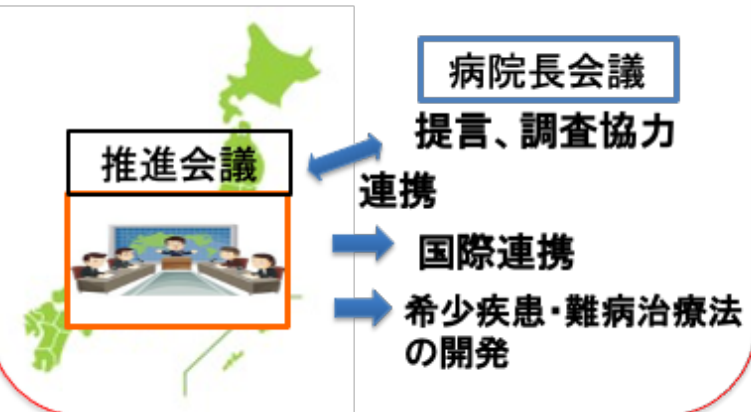 病院長会議
提言、調査協力
推進会議
連携
国際連携
希少疾患・難病治療法
の開発